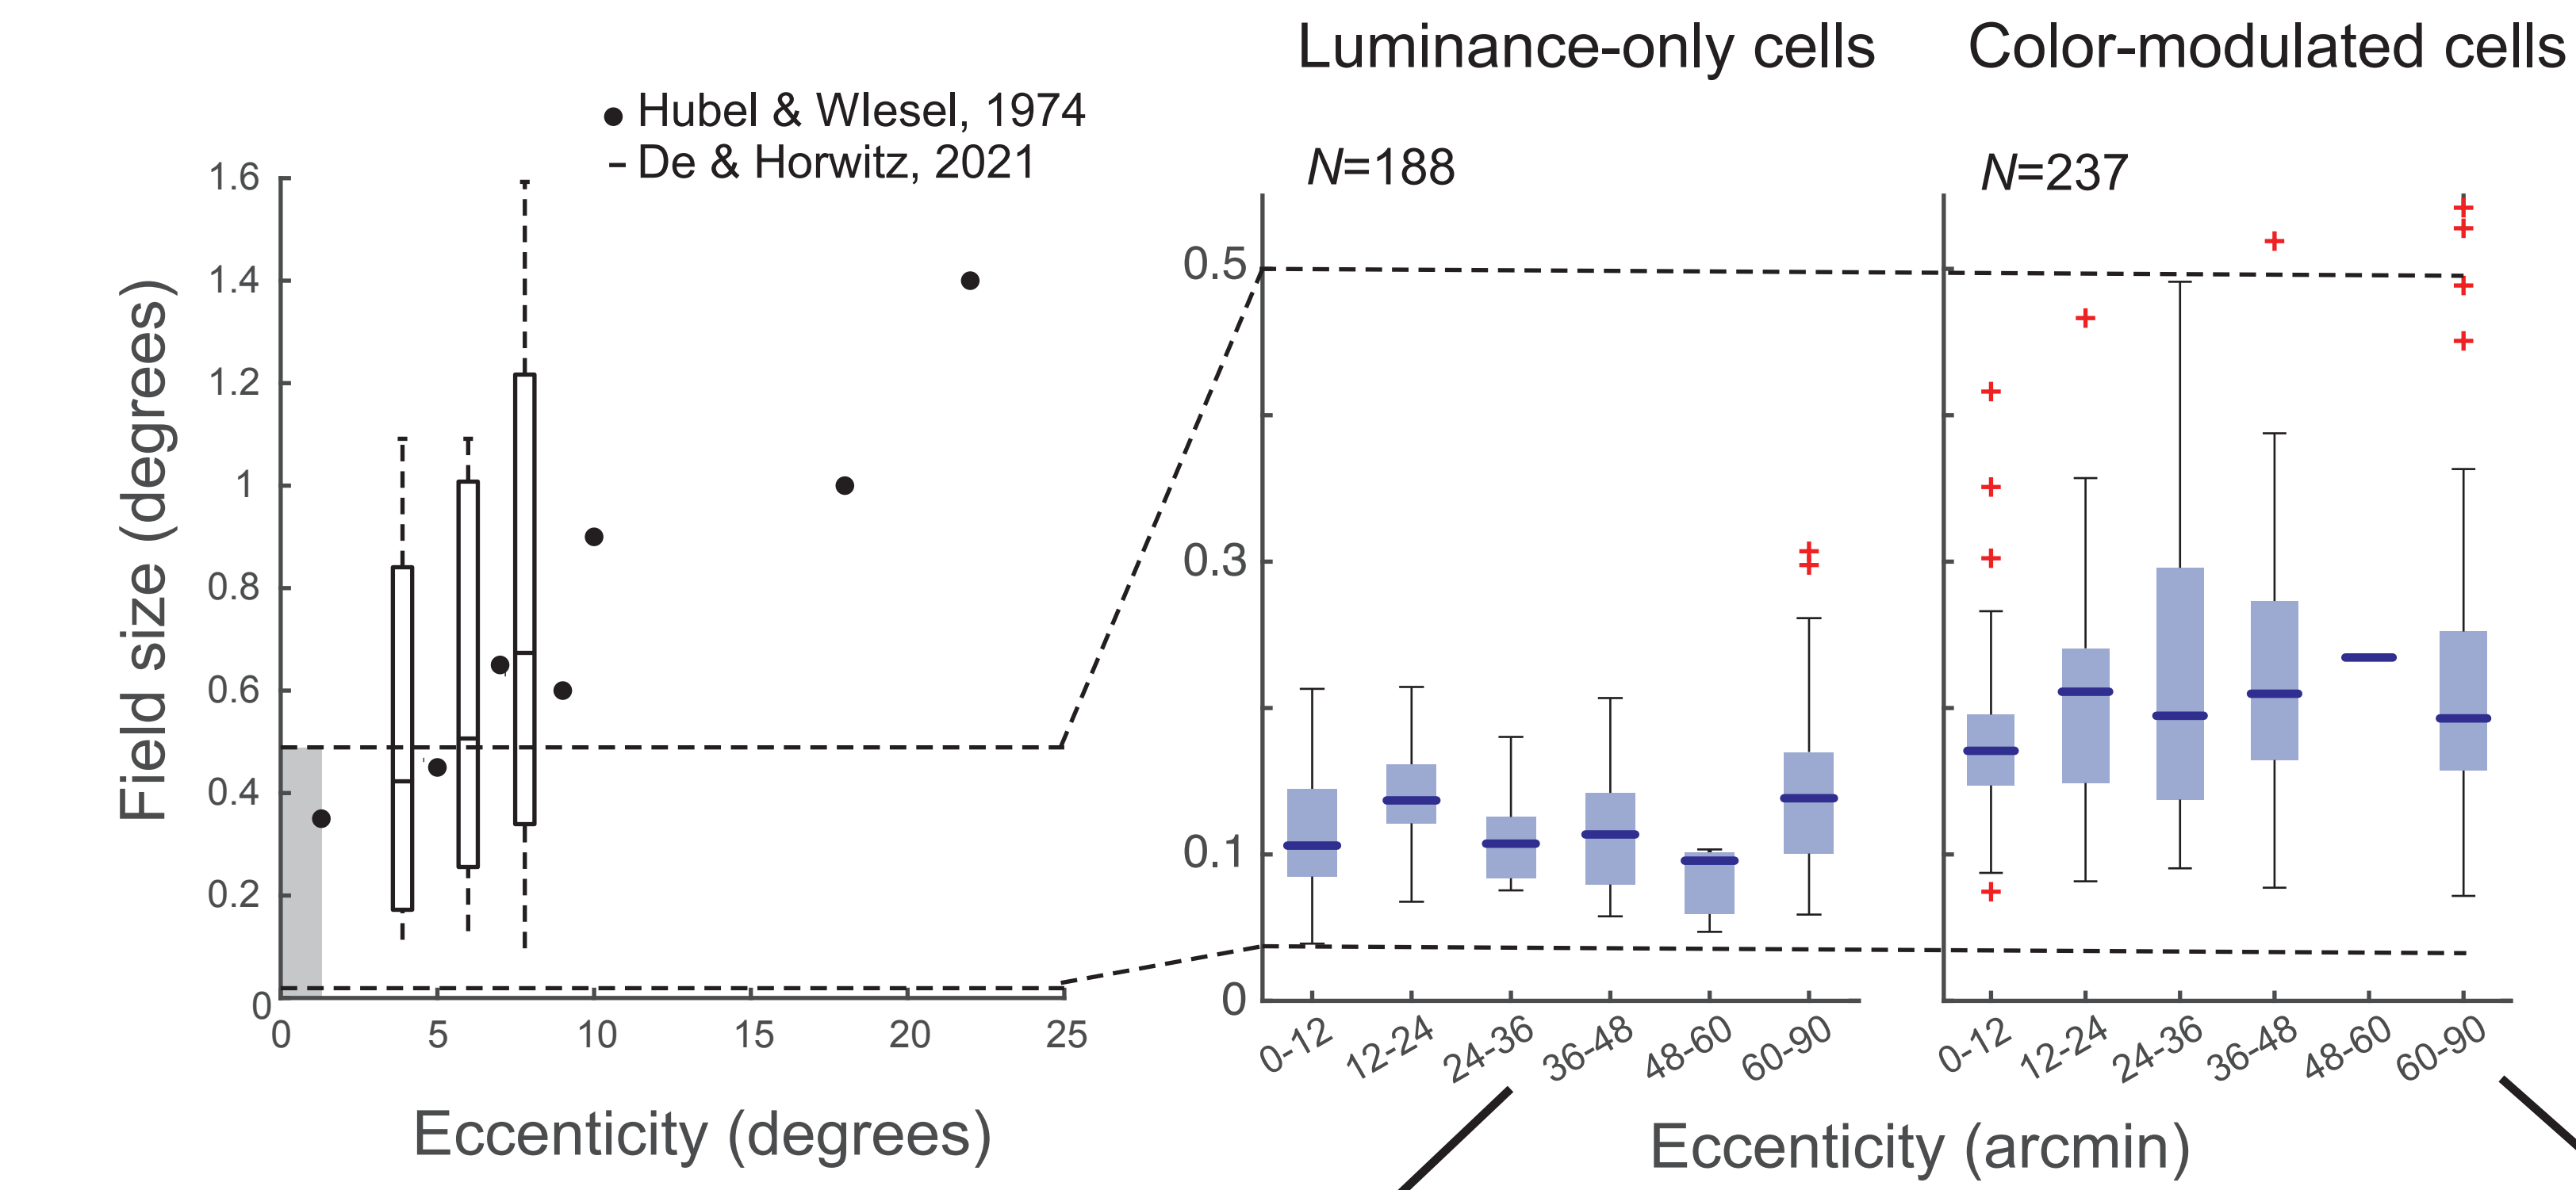 Luminance-only cells
Color-modulated cells
● Hubel & WIesel, 1974
– De & Horwitz, 2021
N=188
N=237
Field size (degrees)
1.6
1.4
1.2
1
0.8
0.6
0.4
0.2
0
0 5 10 15 20 25
Eccenticity (degrees)
0.5
0.3
0.1
0
0-12 12-24 24-36 36-48 48-60 60-90
0-12 12-24 24-36 36-48 48-60 60-90
Eccenticity (arcmin)